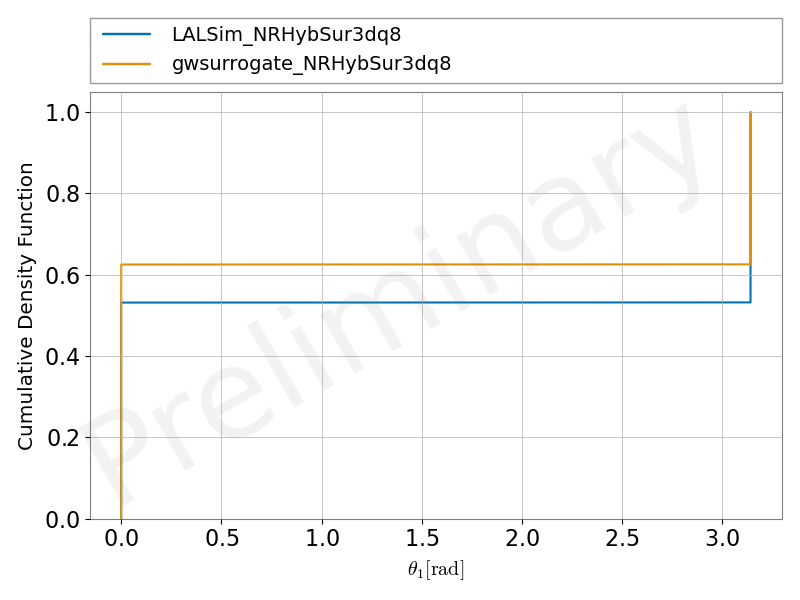 LALSim_NRHybSur3dq8
gwsurrogate_NRHybSur3dq8
1.0
0.8
0.6
0.4
0.2
0.0
Cumulative Density Function
Preliminary
0.0 0.5 1.0 1.5 2.0 2.5 3.0
θ₁[rad]